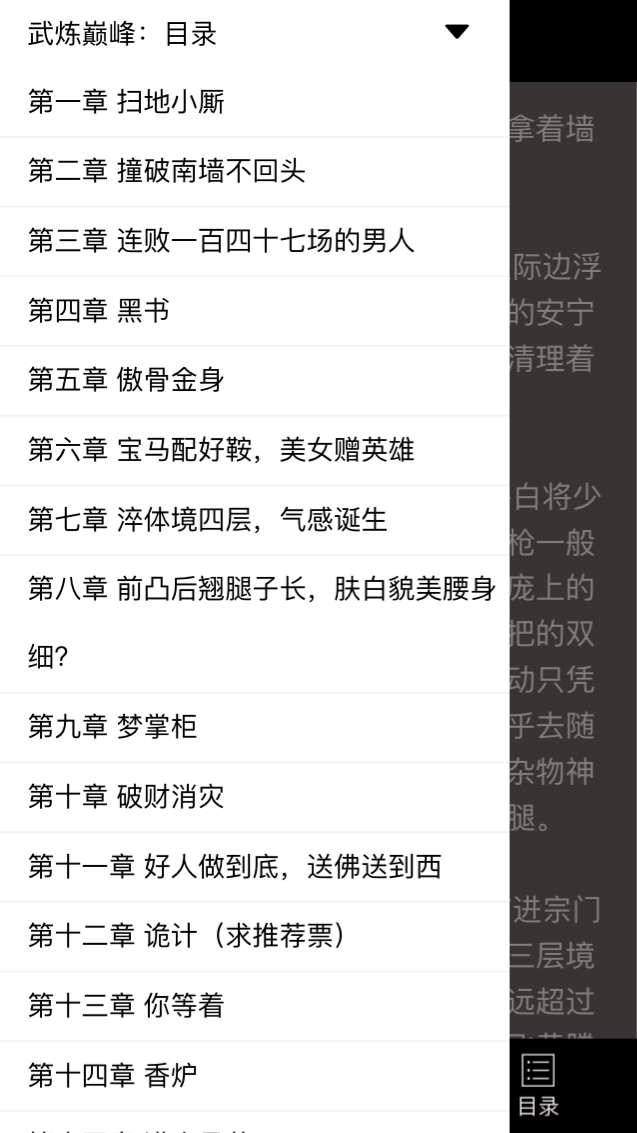 武炼巅峰：目录
第一章 扫地小厮
第二章 撞破南墙不回头
第三章 连败一百四十七场的男人
第四章 黑书
第五章 傲骨金身
第六章 宝马配好鞍，美女赠英雄
第七章 淬体境四层，气感诞生
第八章 前凸后翘腿子长，肤白貌美腰身
细？
第九章 梦掌柜
第十章 破财消灾
第十一章 好人做到底，送佛送到西
第十二章 诡计（求推荐票）
第十三章 你等着
第十四章 香炉
拿着墙
际边浮
的安宁
清理着
白将少
枪一般
庞上的
把的双
动只凭
乎去随
杂物神
腿。
进宗门
三层境
远超过
目录